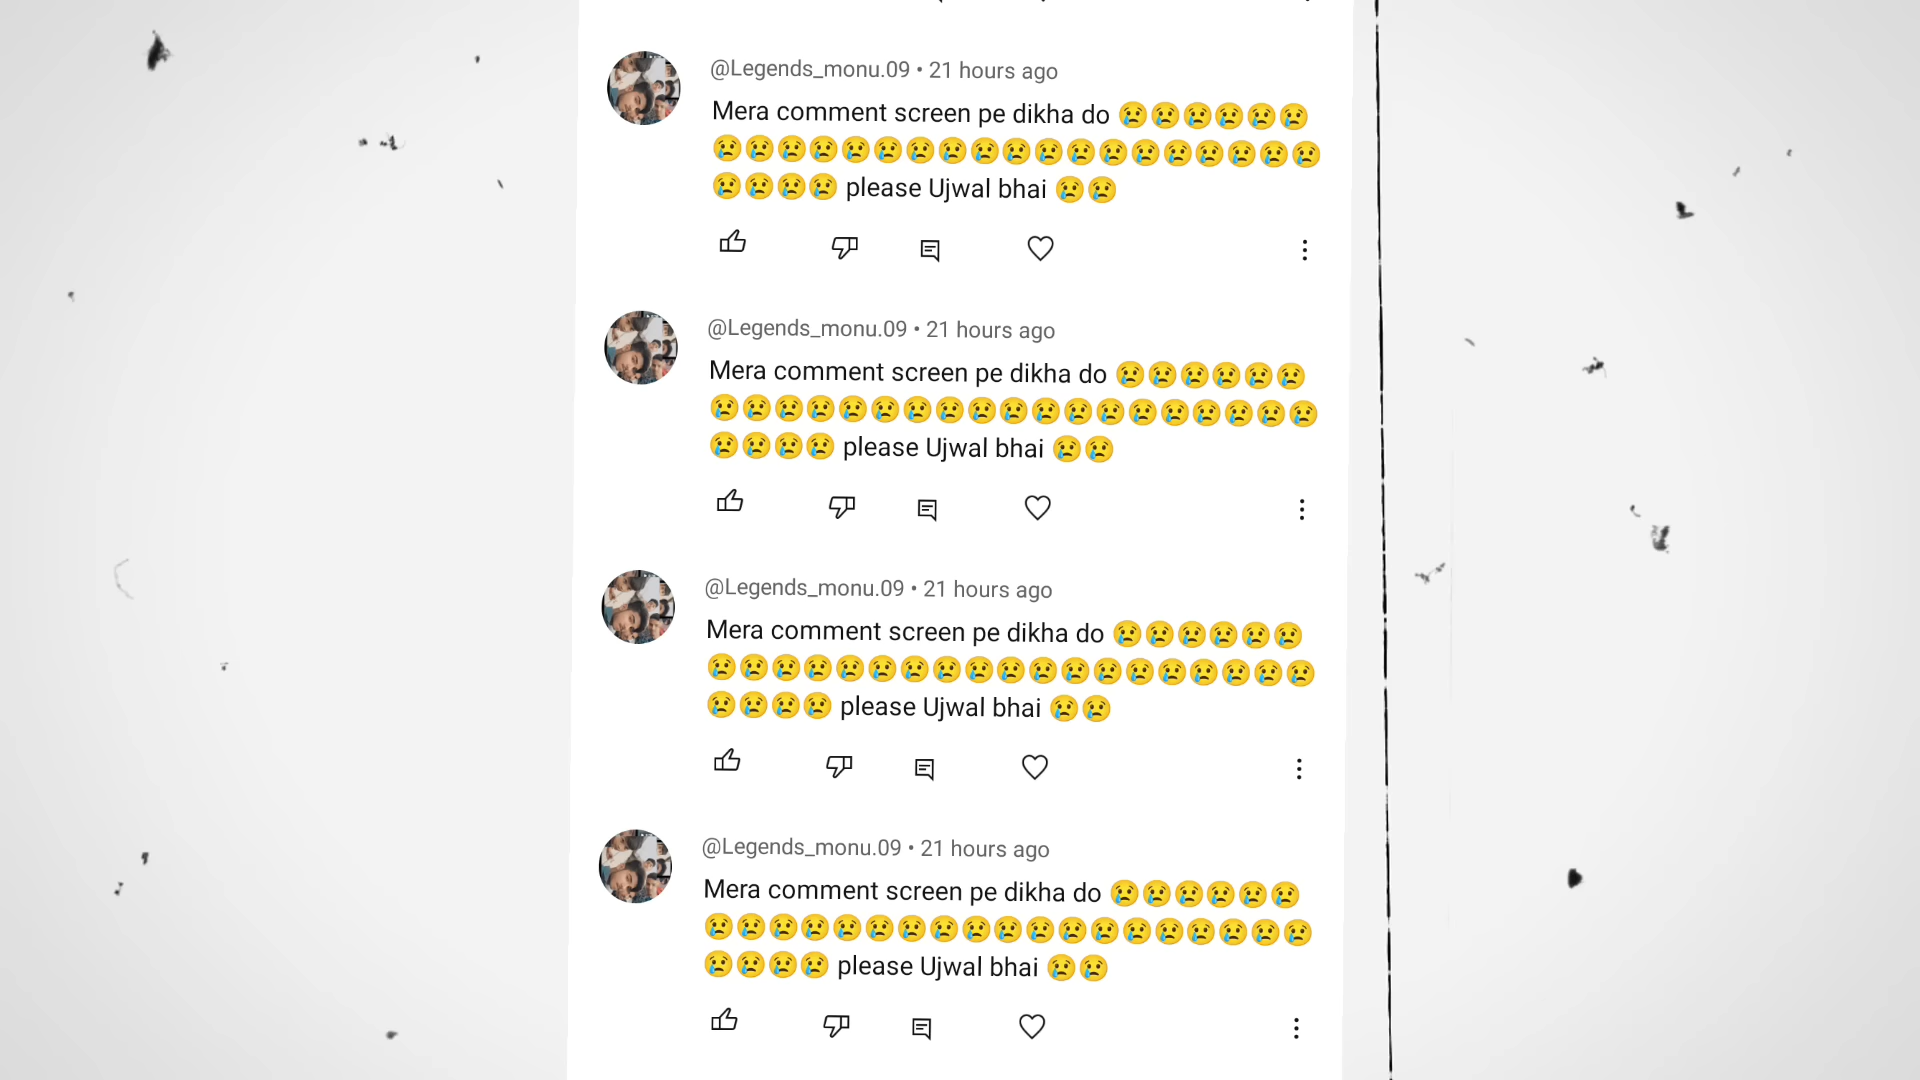 @Legends_monu.09 • 21 hours ago
Mera comment screen pe dikha do 😢😢😢😢😢😢
😢😢😢😢😢😢😢😢😢😢😢😢😢😢😢😢😢😢😢
😢😢😢😢 please Ujwal bhai 😢😢
@Legends_monu.09 • 21 hours ago
Mera comment screen pe dikha do 😢😢😢😢😢😢
😢😢😢😢😢😢😢😢😢😢😢😢😢😢😢😢😢😢😢
😢😢😢😢 please Ujwal bhai 😢😢
@Legends_monu.09 • 21 hours ago
Mera comment screen pe dikha do 😢😢😢😢😢😢
😢😢😢😢😢😢😢😢😢😢😢😢😢😢😢😢😢😢😢
😢😢😢😢 please Ujwal bhai 😢😢
@Legends_monu.09 • 21 hours ago
Mera comment screen pe dikha do 😢😢😢😢😢😢
😢😢😢😢😢😢😢😢😢😢😢😢😢😢😢😢😢😢😢
😢😢😢😢 please Ujwal bhai 😢😢